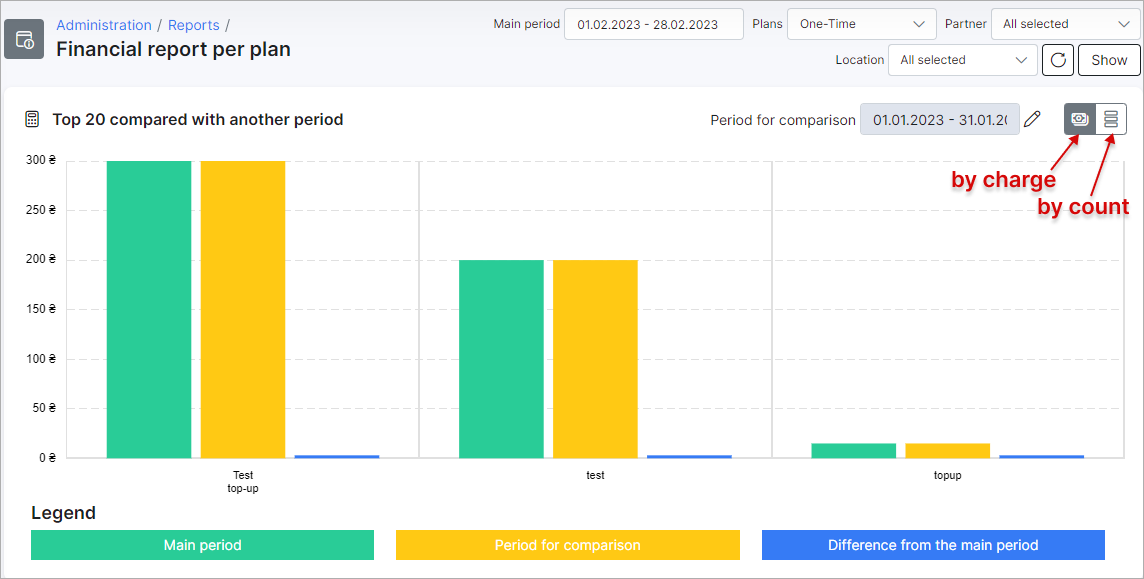 Administration / Reports /
Financial report per plan
Main period 01.02.2023 - 28.02.2023 Plans One-Time Partner All selected
Location All selected Show
Top 20 compared with another period
Period for comparison 01.01.2023 - 31.01.20
by charge
by count
300 ₴
250 ₴
200 ₴
150 ₴
100 ₴
50 ₴
0 ₴
Test
top-up
test
topup
Legend
Main period
Period for comparison
Difference from the main period